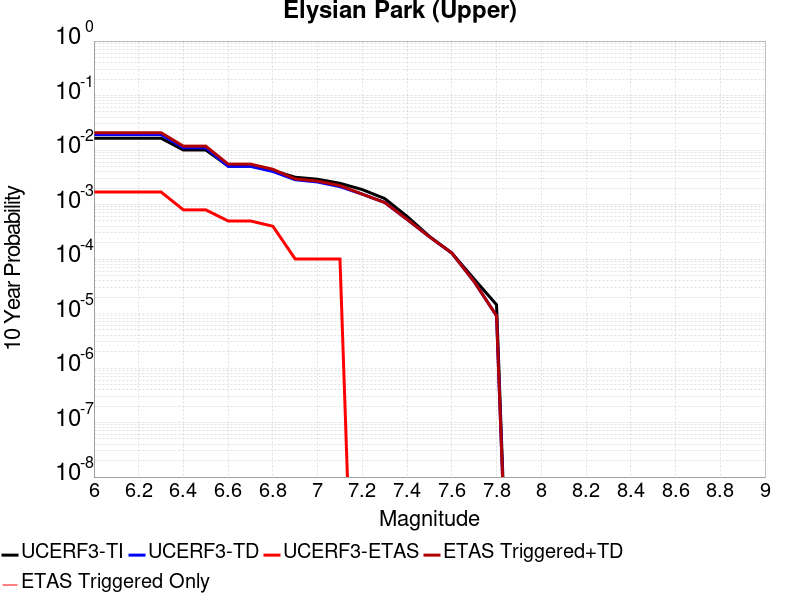 Elysian Park (Upper)
10^0
10^-1
10^-2
10^-3
10^-4
10^-5
10^-6
10^-7
10^-8
10 Year Probability
6 6.2 6.4 6.6 6.8 7 7.2 7.4 7.6 7.8 8 8.2 8.4 8.6 8.8 9
Magnitude
UCERF3-TI UCERF3-TD UCERF3-ETAS ETAS Triggered+TD
ETAS Triggered Only